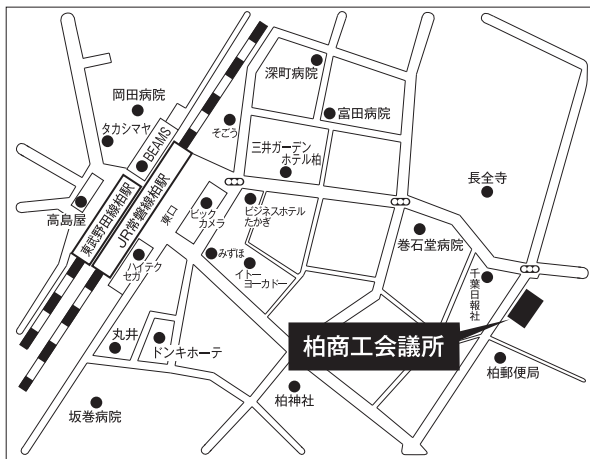 深町病院
岡田病院
富田病院
タカシマヤ
そごう
BEAMS
三井ガーデン
ホテル柏
長全寺
高島屋
東武野田線柏駅
JR常磐線柏駅
東口
ビック
カメラ
ビジネスホテル
たかぎ
巻石堂病院
みずほ
ハイテク
セガ
イトー
ヨーカドー
千葉日報社
丸井
ドンキホーテ
柏商工会議所
柏郵便局
柏神社
坂巻病院